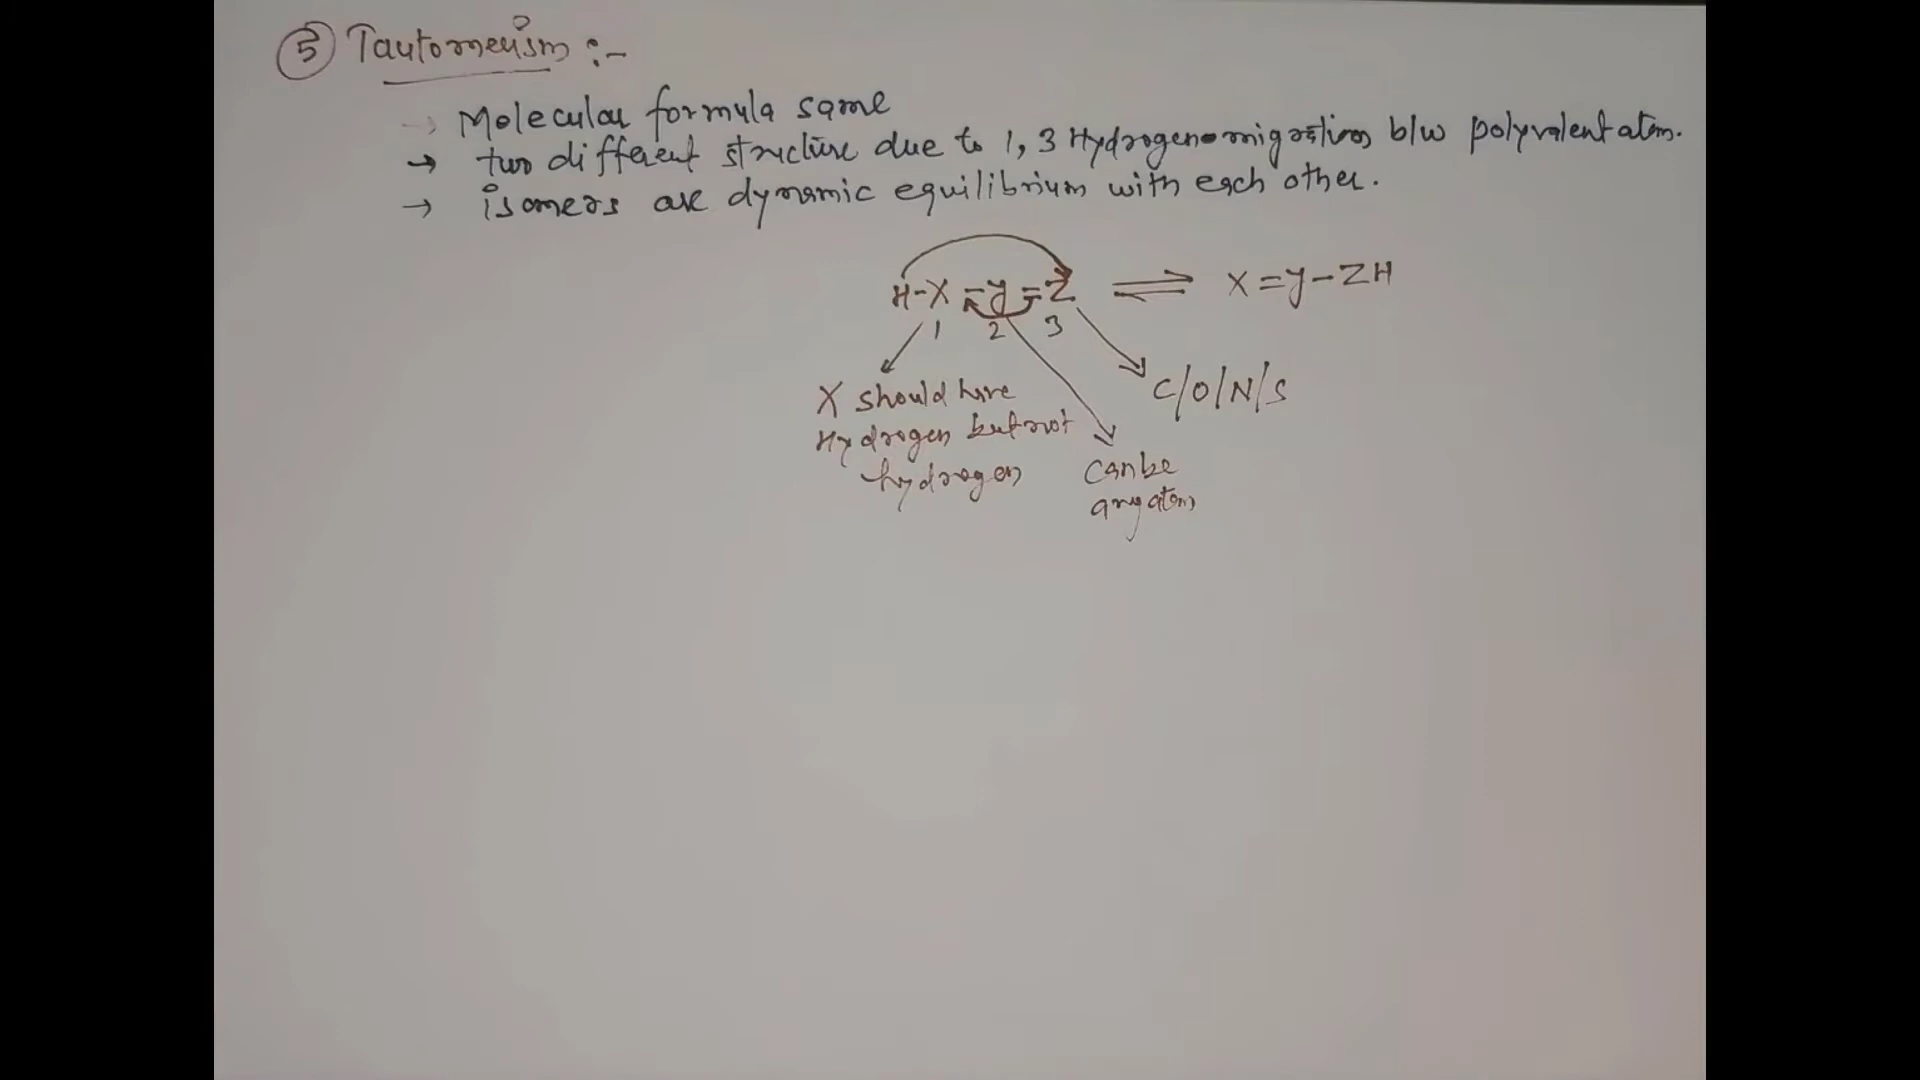 ⑤ Tautomerism :-
→ Molecular formula same
→ two different structure due to 1, 3 Hydrogen migration b/w polyvalent atom.
→ isomers are dynamic equilibrium with each other.
H-X-y=Z ⇌ X=y-ZH
1 2 3
X should have
Hydrogen but not
hydrogen
C/O/N/S
can be
any atom